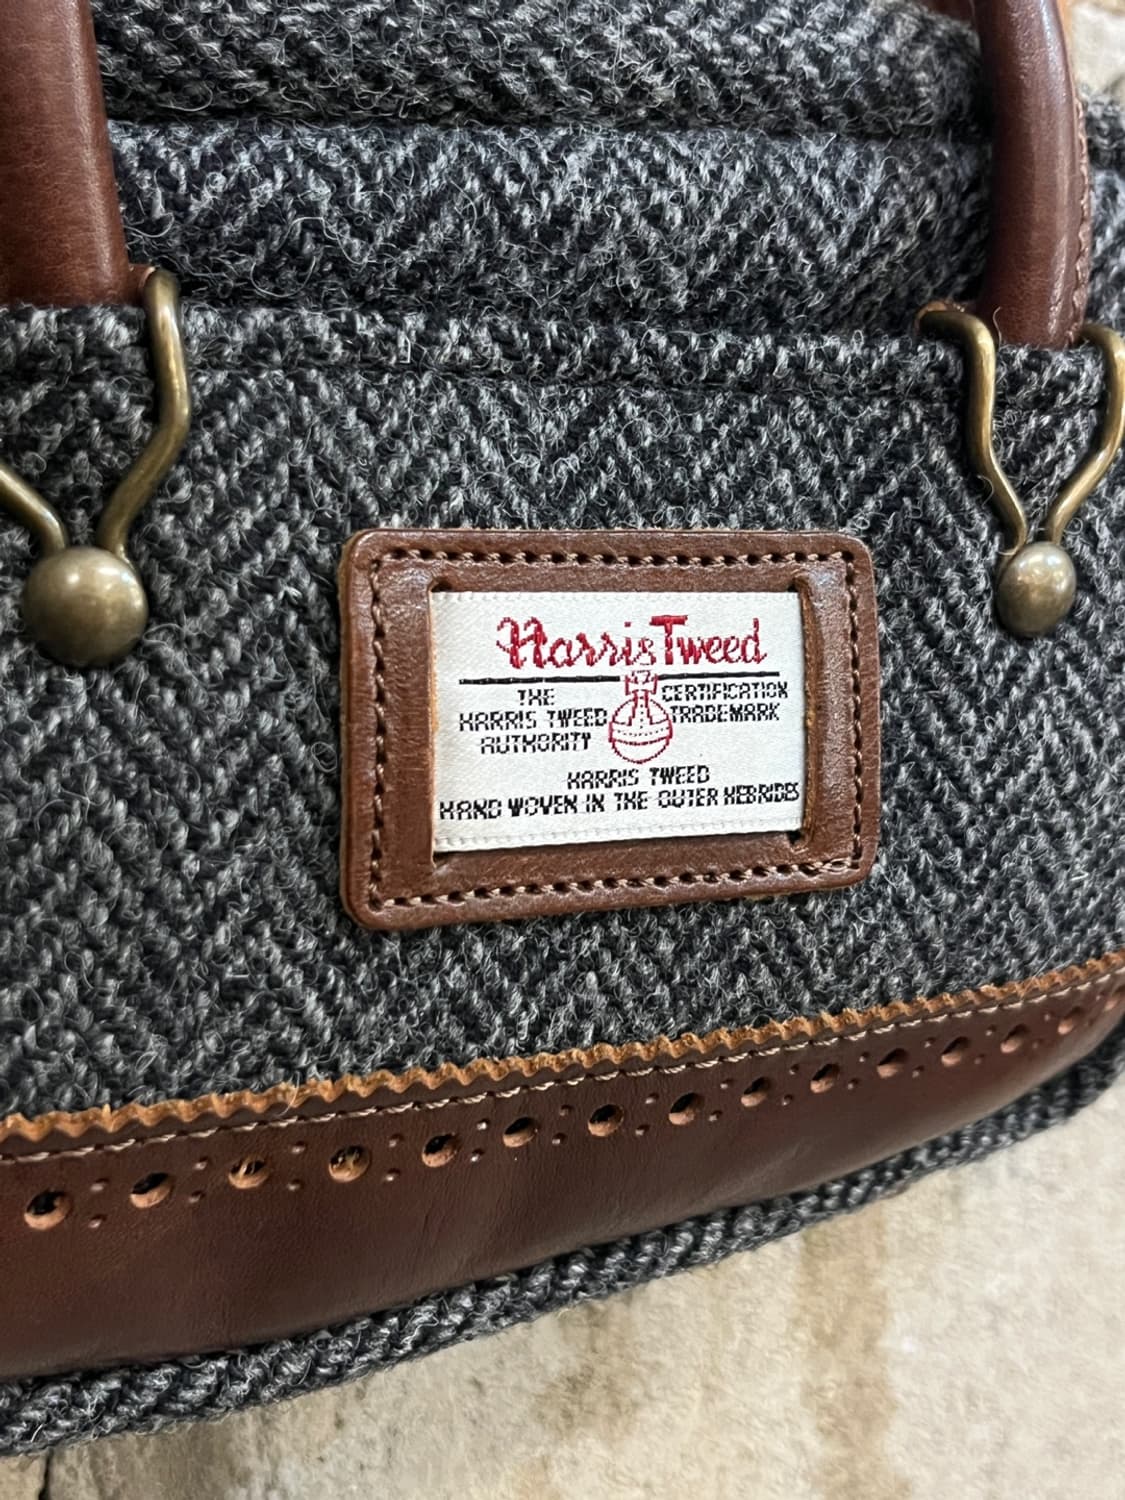 Harris Tweed
THE
HARRIS TWEED
AUTHORITY
CERTIFICATION
TRADEMARK
HARRIS TWEED
HAND WOVEN IN THE OUTER HEBRIDES